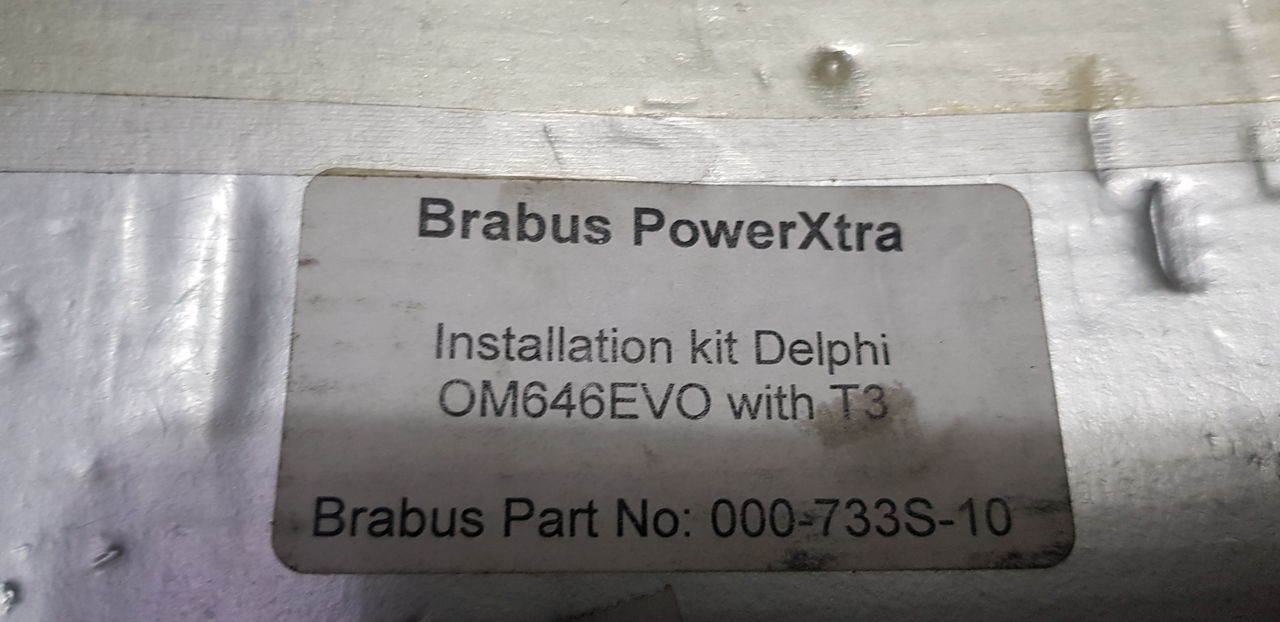 Brabus PowerXtra
Installation kit Delphi
OM646EVO with T3
Brabus Part No: 000-733S-10